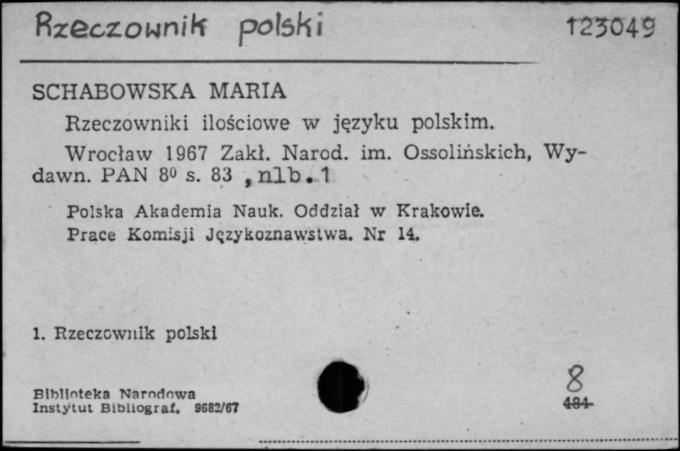 Rzeczownik polski 123049
SCHABOWSKA MARIA
Rzeczowniki ilościowe w języku polskim.
Wrocław 1967 Zakł. Narod. im. Ossolińskich, Wy-
dawn. PAN 8⁰ s. 83 , nlb. 1
Polska Akademia Nauk. Oddział w Krakowie.
Prace Komisji Językoznawstwa. Nr 14.
1. Rzeczownik polski
8
Biblioteka Narodowa
Instytut Bibliograf. 9682/67 484